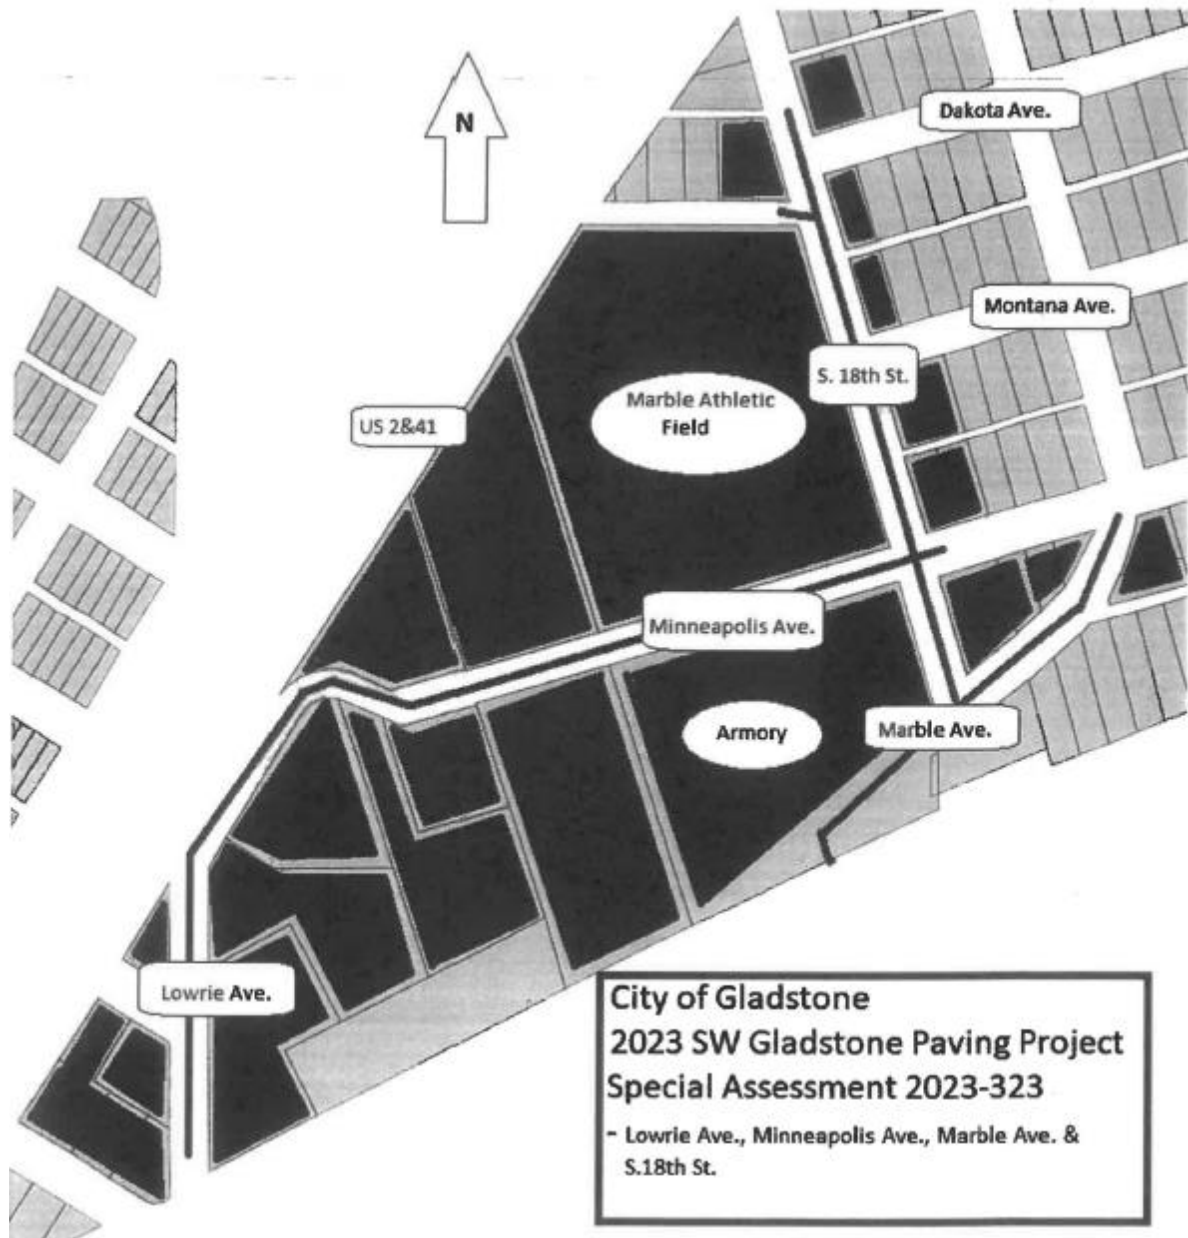 N
Dakota Ave.
Montana Ave.
S. 18th St.
Marble Athletic
Field
US 2&41
Minneapolis Ave.
Armory
Marble Ave.
Lowrie Ave.
City of Gladstone
2023 SW Gladstone Paving Project
Special Assessment 2023-323
- Lowrie Ave., Minneapolis Ave., Marble Ave. &
S.18th St.